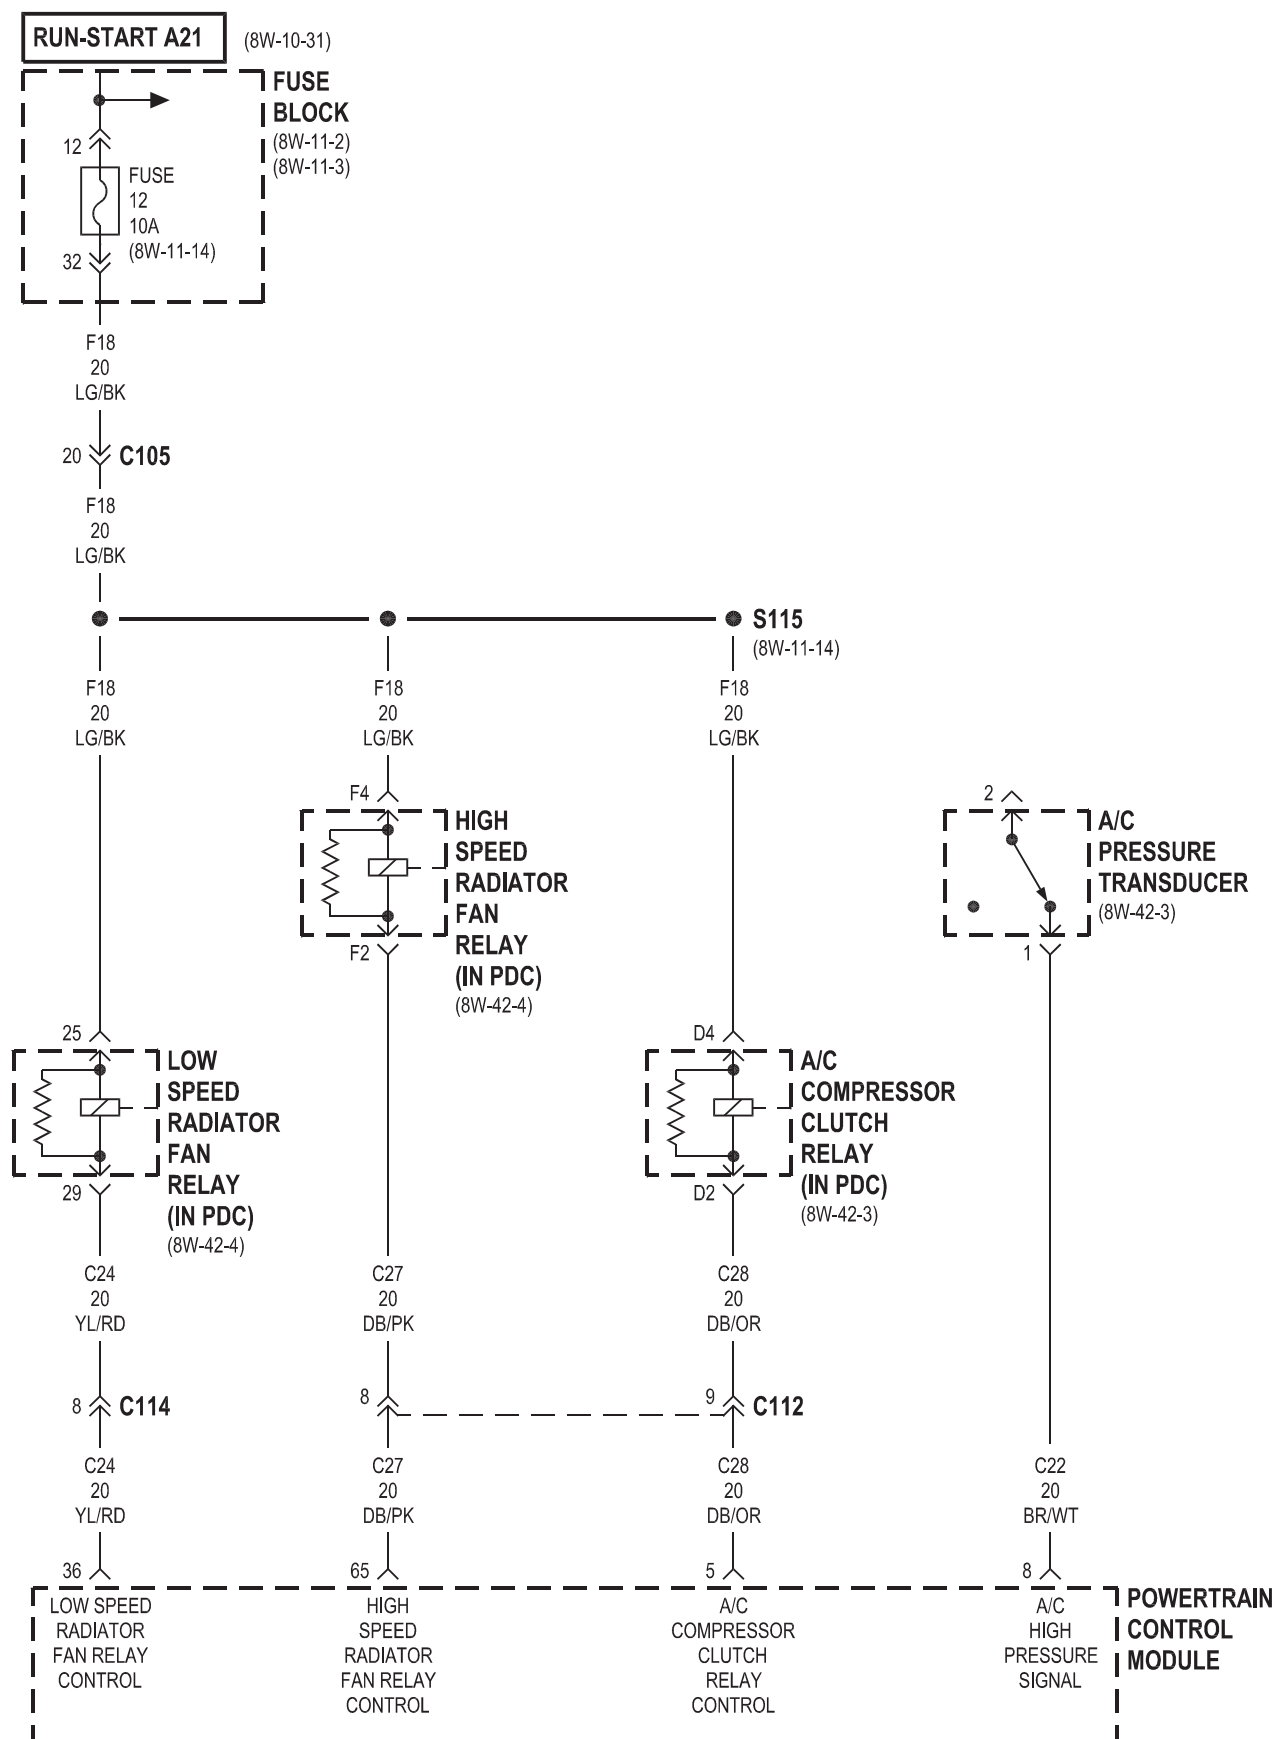 RUN-START A21
(8W-10-31)
FUSE
BLOCK
(8W-11-2)
(8W-11-3)
12
FUSE
12
10A
(8W-11-14)
32
F18
20
LG/BK
20
C105
F18
20
LG/BK
S115
(8W-11-14)
F18
20
LG/BK
F18
20
LG/BK
F18
20
LG/BK
F4
HIGH
SPEED
RADIATOR
FAN
RELAY
(IN PDC)
(8W-42-4)
F2
2
A/C
PRESSURE
TRANSDUCER
(8W-42-3)
1
25
LOW
SPEED
RADIATOR
FAN
RELAY
(IN PDC)
(8W-42-4)
29
D4
A/C
COMPRESSOR
CLUTCH
RELAY
(IN PDC)
(8W-42-3)
D2
C24
20
YL/RD
C27
20
DB/PK
C28
20
DB/OR
8
C114
8
9
C112
C24
20
YL/RD
C27
20
DB/PK
C28
20
DB/OR
C22
20
BR/WT
36
65
5
8
LOW SPEED
RADIATOR
FAN RELAY
CONTROL
HIGH
SPEED
RADIATOR
FAN RELAY
CONTROL
A/C
COMPRESSOR
CLUTCH
RELAY
CONTROL
A/C
HIGH
PRESSURE
SIGNAL
POWERTRAIN
CONTROL
MODULE